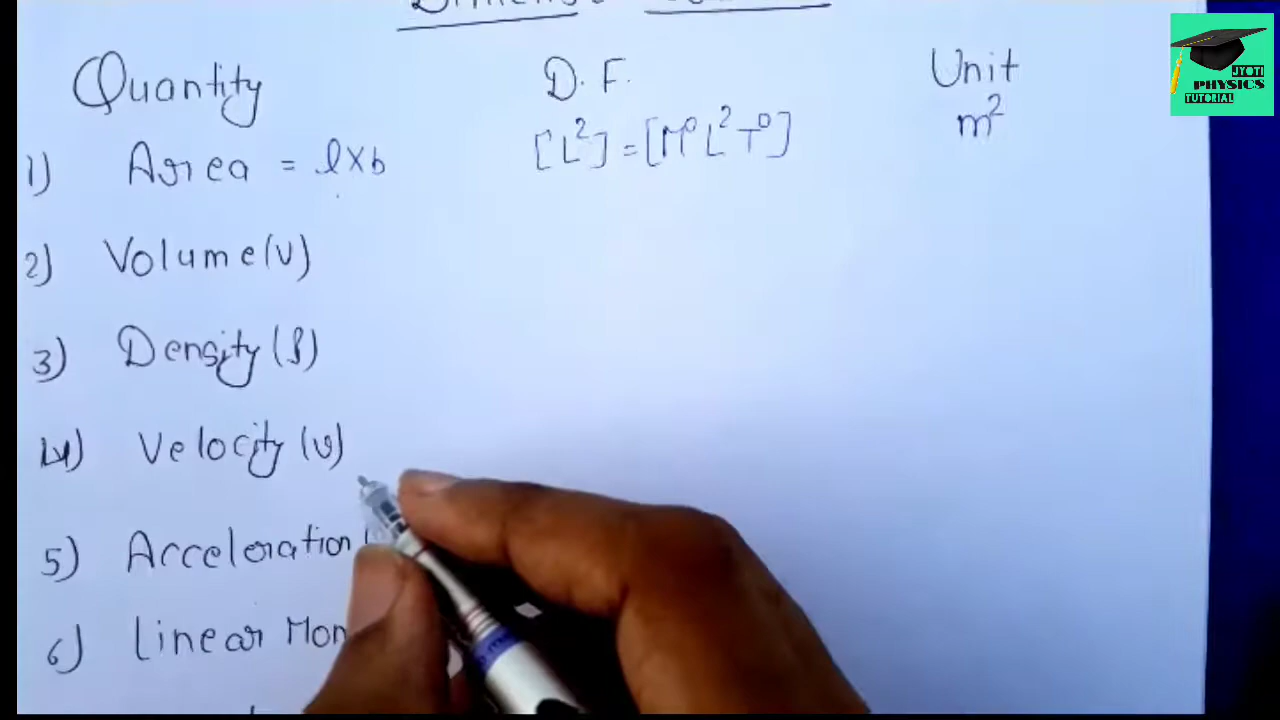 Quantity D.F. Unit
1) Area = l×b [L²] = [M⁰L²T⁰] m²
2) Volume(V)
3) Density(ρ)
4) Velocity(v)
5) Acceleration
6) Linear Mom
JYOTI
PHYSICS
TUTORIAL